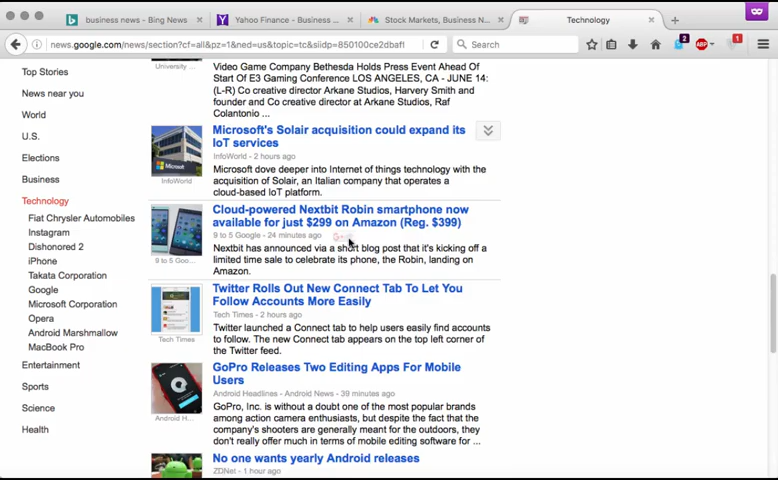 business news - Bing News
Yahoo Finance - Business ...
Stock Markets, Business N...
Technology
news.google.com/news/section?cf=all&pz=1&ned=us&topic=tc&siidp=850100ce2dbaf1
Search
2
ABP
1
Top Stories
News near you
World
U.S.
Elections
Business
Technology
Fiat Chrysler Automobiles
Instagram
Dishonored 2
iPhone
Takata Corporation
Google
Microsoft Corporation
Opera
Android Marshmallow
MacBook Pro
Entertainment
Sports
Science
Health
University ...
Video Game Company Bethesda Holds Press Event Ahead Of
Start Of E3 Gaming Conference LOS ANGELES, CA - JUNE 14:
(L-R) Co creative director Arkane Studios, Harvery Smith and
founder and Co creative director at Arkane Studios, Raf
Colantonio ...
Microsoft
InfoWorld
Microsoft's Solair acquisition could expand its
IoT services
InfoWorld - 2 hours ago
Microsoft dove deeper into Internet of things technology with the
acquisition of Solair, an Italian company that operates a
cloud-based IoT platform.
9 to 5 Goo...
Cloud-powered Nextbit Robin smartphone now
available for just $299 on Amazon (Reg. $399)
9 to 5 Google - 24 minutes ago
Nextbit has announced via a short blog post that it's kicking off a
limited time sale to celebrate its phone, the Robin, landing on
Amazon.
Tech Times
Twitter Rolls Out New Connect Tab To Let You
Follow Accounts More Easily
Tech Times - 2 hours ago
Twitter launched a Connect tab to help users easily find accounts
to follow. The new Connect tab appears on the top left corner of
the Twitter feed.
Android H...
GoPro Releases Two Editing Apps For Mobile
Users
Android Headlines - Android News - 39 minutes ago
GoPro, Inc. is without a doubt one of the most popular brands
among action camera enthusiasts, but despite the fact that the
company's shooters are generally meant for the outdoors, they
don't really offer much in terms of mobile editing software for ...
No one wants yearly Android releases
ZDNet - 1 hour ago